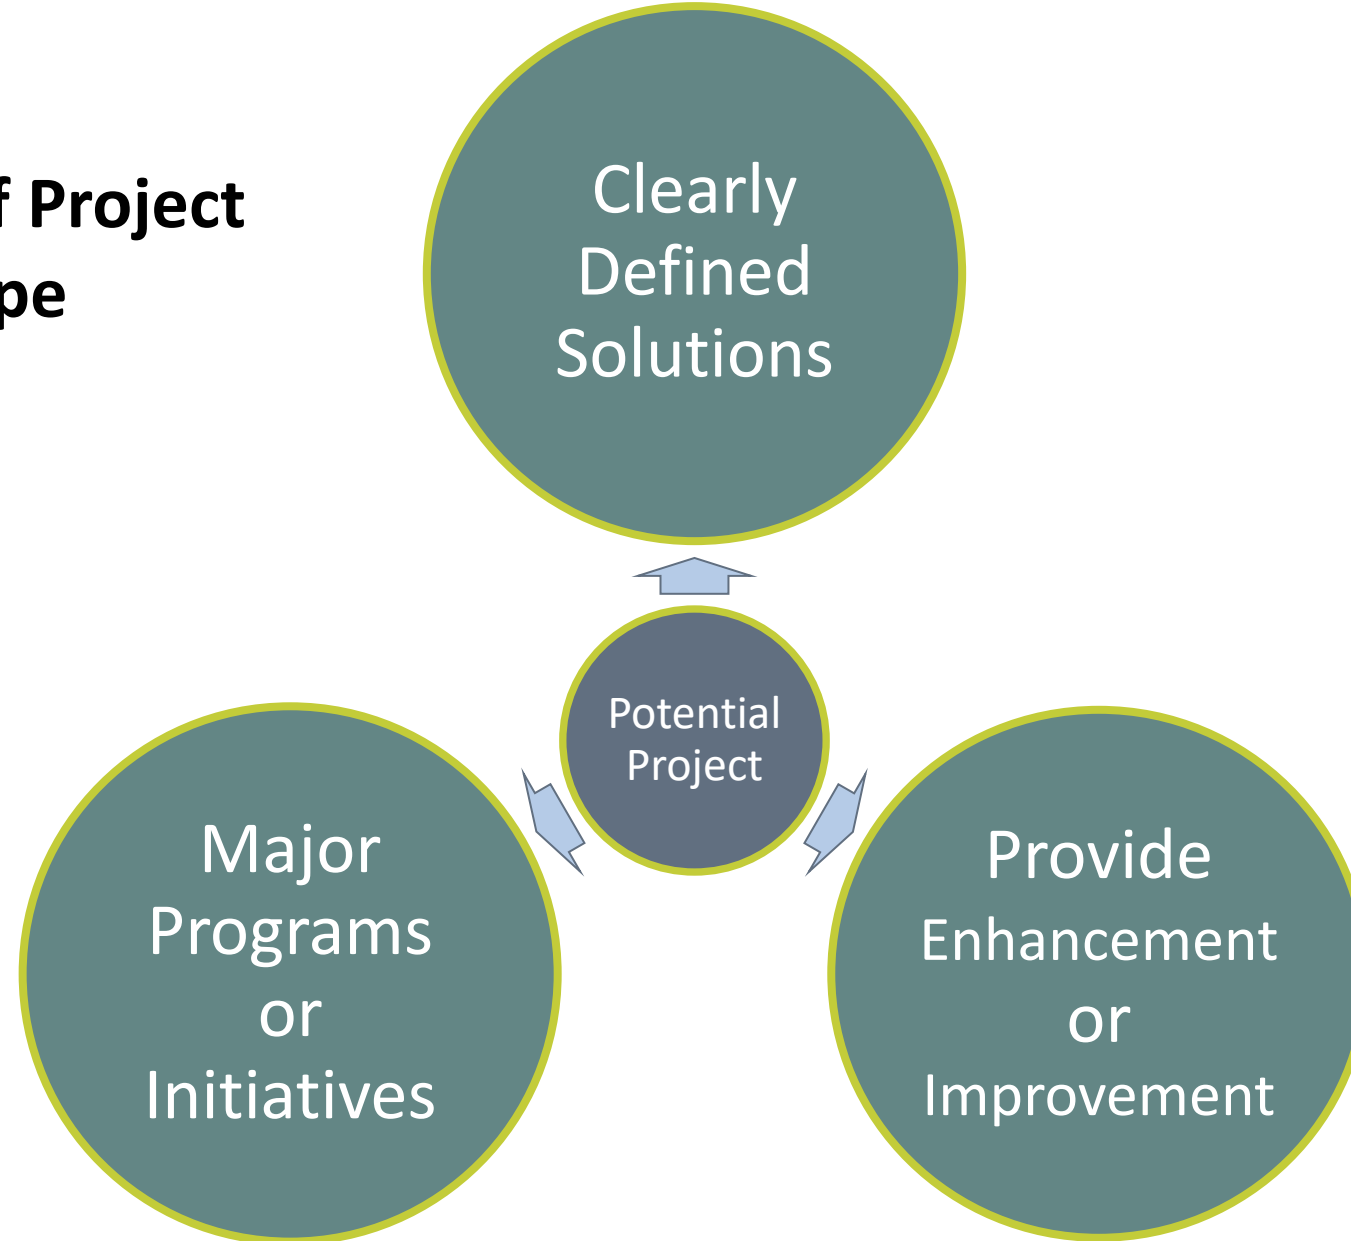 f Project
pe
Clearly
Defined
Solutions
Potential
Project
Major
Programs
or
Initiatives
Provide
Enhancement
or
Improvement